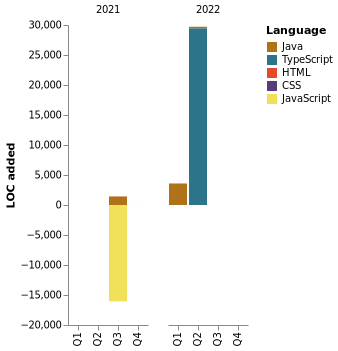 2021 2022
Language
Java
TypeScript
HTML
CSS
JavaScript
LOC added
30,000
25,000
20,000
15,000
10,000
5,000
0
−5,000
−10,000
−15,000
−20,000
Q1 Q2 Q3 Q4 Q1 Q2 Q3 Q4